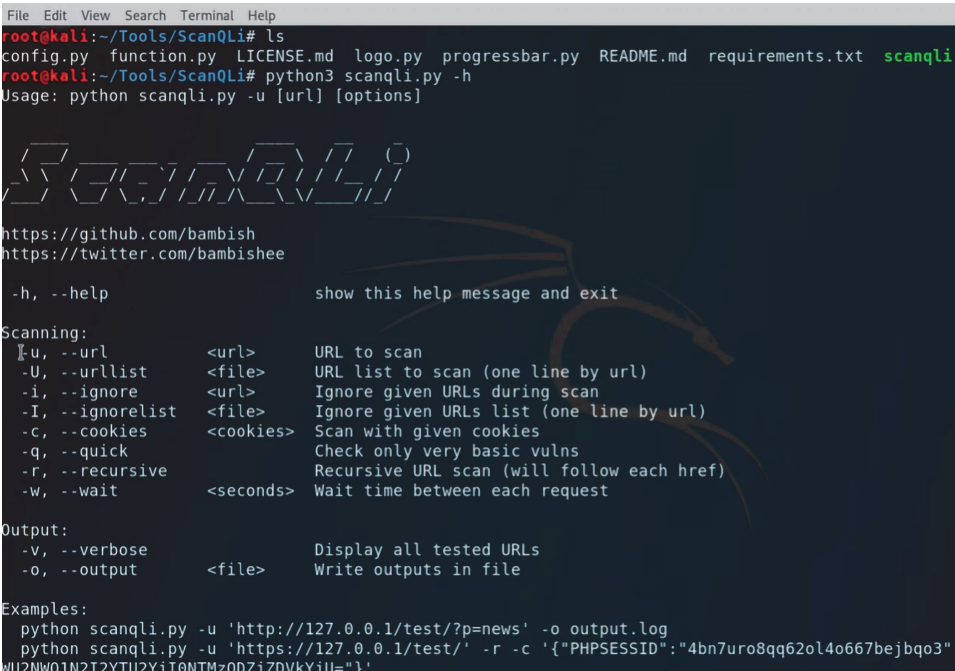 File Edit View Search Terminal Help
root@kali:~/Tools/ScanQLi# ls
config.py function.py LICENSE.md logo.py progressbar.py README.md requirements.txt scanqli
root@kali:~/Tools/ScanQLi# python3 scanqli.py -h
Usage: python scanqli.py -u [url] [options]
ScanQLi
https://github.com/bambish
https://twitter.com/bambishee
-h, --help show this help message and exit
Scanning:
-u, --url <url> URL to scan
-U, --urllist <file> URL list to scan (one line by url)
-i, --ignore <url> Ignore given URLs during scan
-I, --ignorelist <file> Ignore given URLs list (one line by url)
-c, --cookies <cookies> Scan with given cookies
-q, --quick Check only very basic vulns
-r, --recursive Recursive URL scan (will follow each href)
-w, --wait <seconds> Wait time between each request
Output:
-v, --verbose Display all tested URLs
-o, --output <file> Write outputs in file
Examples:
python scanqli.py -u 'http://127.0.0.1/test/?p=news' -o output.log
python scanqli.py -u 'https://127.0.0.1/test/' -r -c '{"PHPSESSID":"4bn7uro8qq62ol4o667bejbqo3"